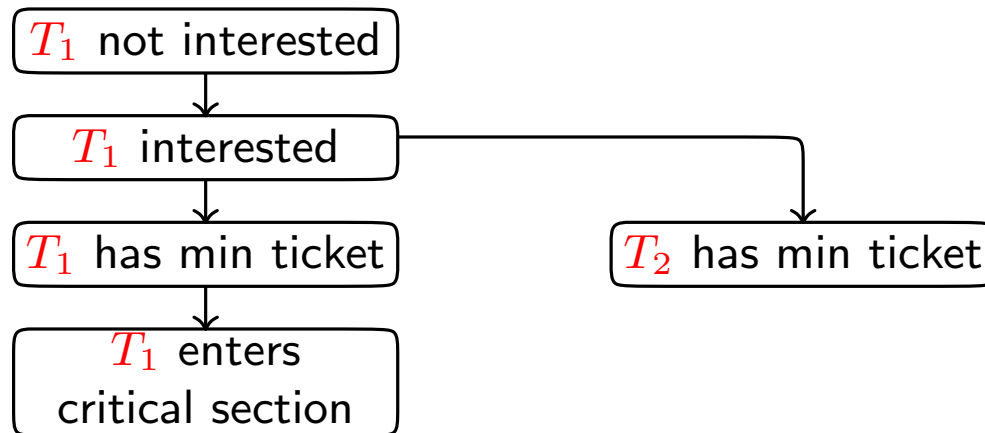 T₁ not interested
T₁ interested
T₁ has min ticket
T₂ has min ticket
T₁ enters
critical section